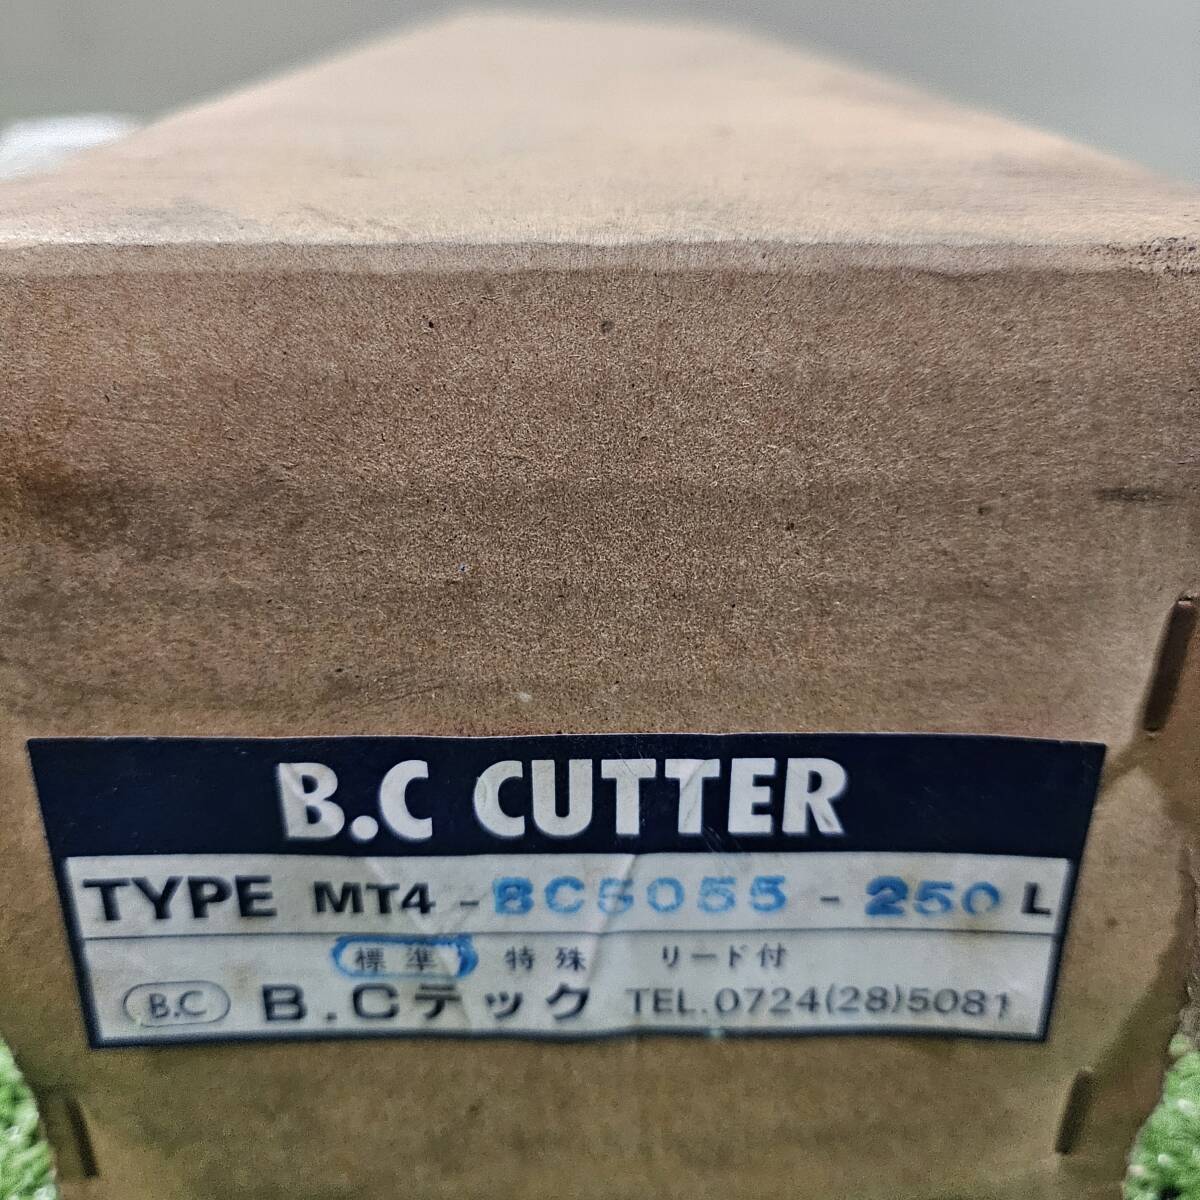 B.C CUTTER
TYPE MT4 - BC5055 - 250 L
標準 特殊 リード付
B.C B.Cテック TEL.0724(28)5081